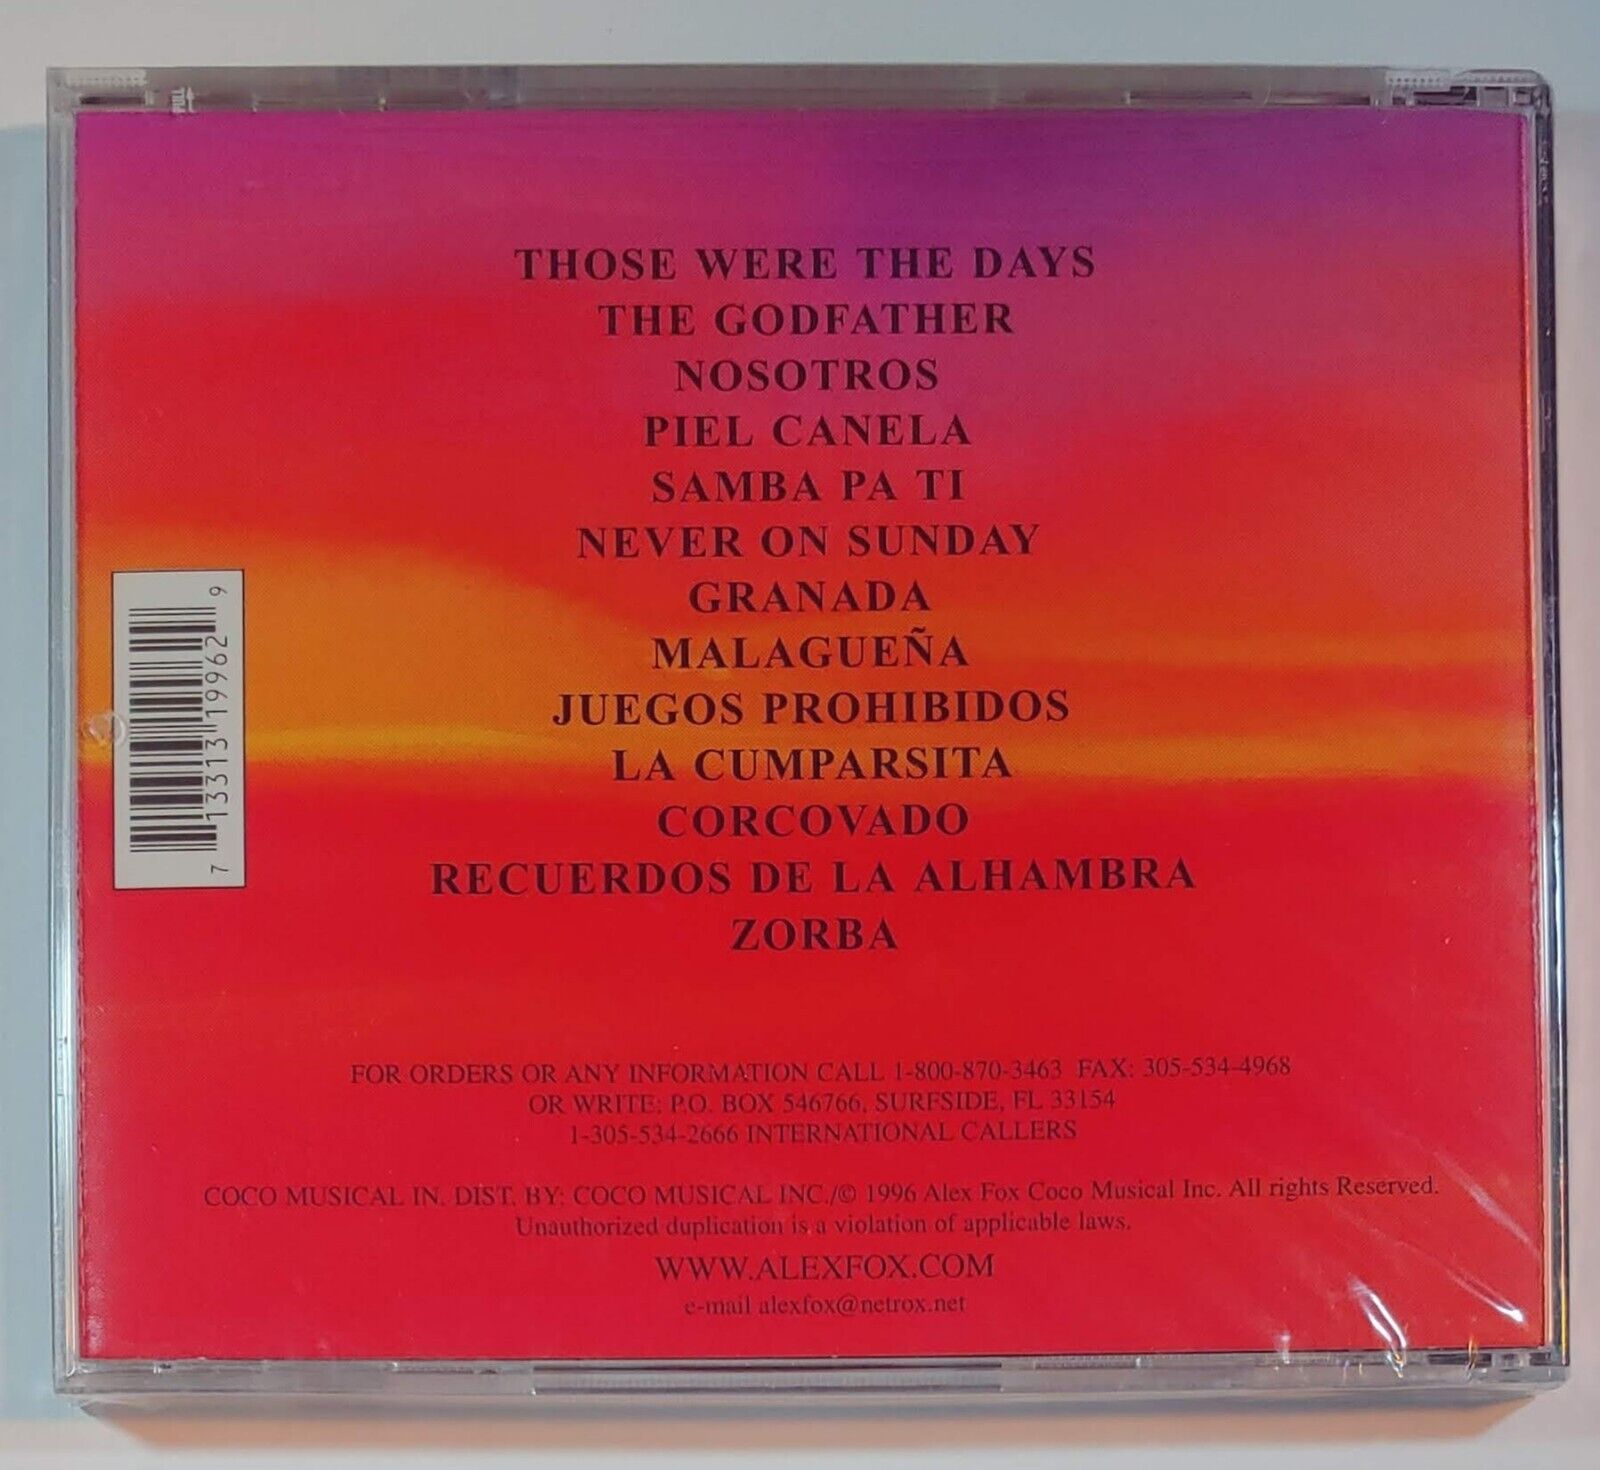 PULL
THOSE WERE THE DAYS
THE GODFATHER
NOSOTROS
PIEL CANELA
SAMBA PA TI
NEVER ON SUNDAY
GRANADA
MALAGUEÑA
JUEGOS PROHIBIDOS
LA CUMPARSITA
CORCOVADO
RECUERDOS DE LA ALHAMBRA
ZORBA
7 13313 19962 9
FOR ORDERS OR ANY INFORMATION CALL 1-800-870-3463 FAX: 305-534-4968
OR WRITE: P.O. BOX 546766, SURFSIDE, FL 33154
1-305-534-2666 INTERNATIONAL CALLERS
COCO MUSICAL IN. DIST. BY: COCO MUSICAL INC./© 1996 Alex Fox Coco Musical Inc. All rights Reserved.
Unauthorized duplication is a violation of applicable laws.
WWW.ALEXFOX.COM
e-mail alexfox@netrox.net